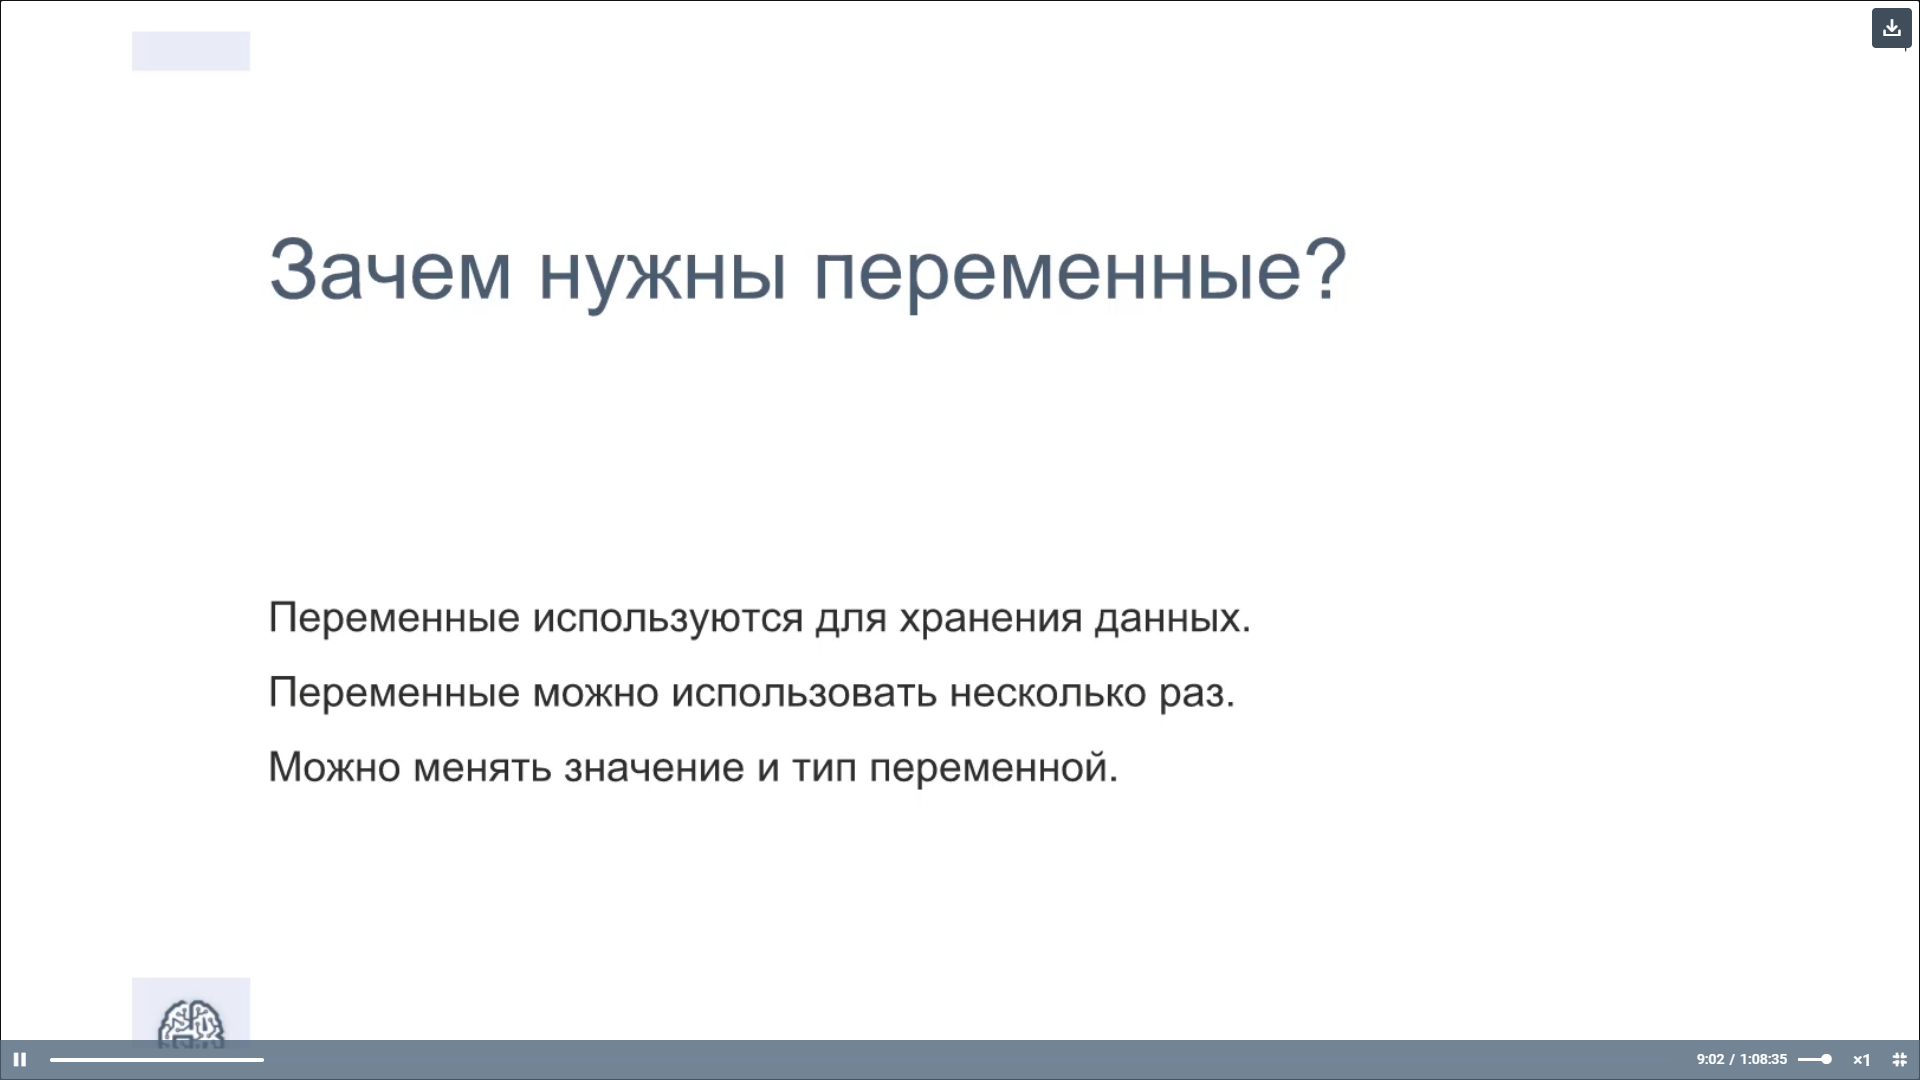 Зачем нужны переменные?
Переменные используются для хранения данных.
Переменные можно использовать несколько раз.
Можно менять значение и тип переменной.
9:02 / 1:08:35 ×1